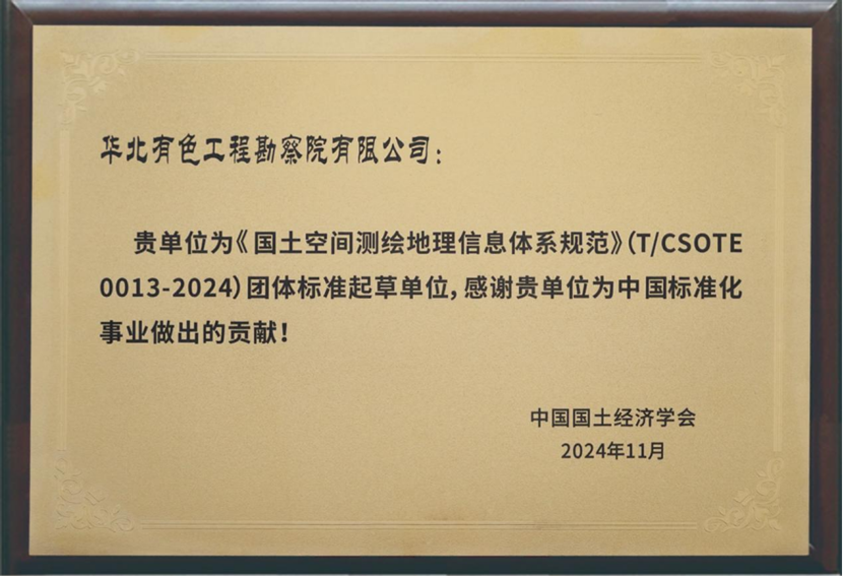 华北有色工程勘察院有限公司：
贵单位为《国土空间测绘地理信息体系规范》（T/CSOTE
0013-2024）团体标准起草单位，感谢贵单位为中国标准化
事业做出的贡献！
中国国土经济学会
2024年11月